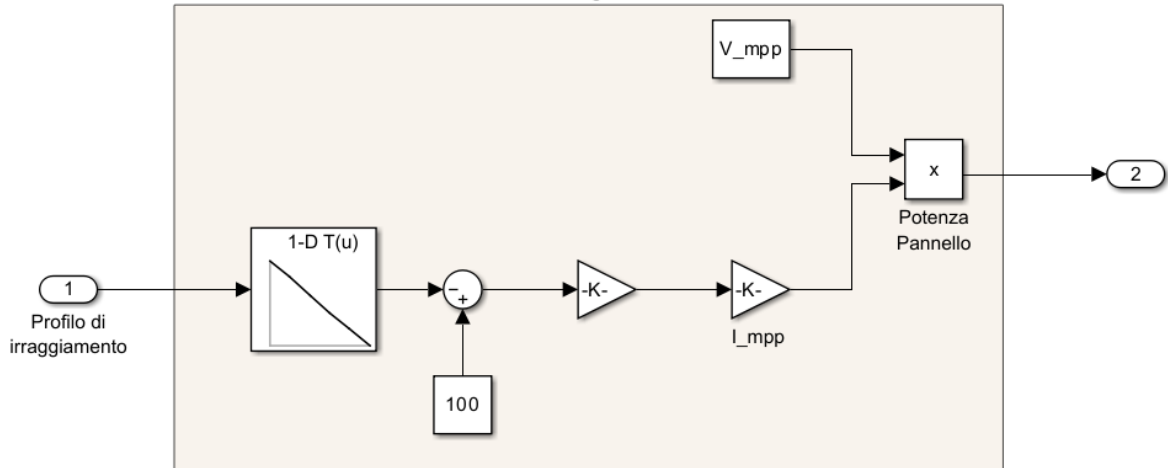 V_mpp
x
2
Potenza
Pannello
1-D T(u)
1
Profilo di
irraggiamento
−
+
-K-
-K-
I_mpp
100